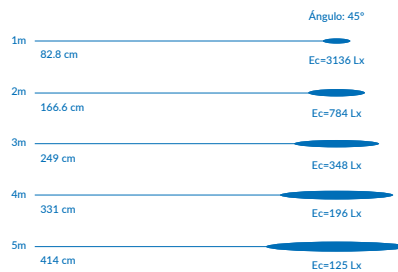 Ángulo: 45°
1m
82.8 cm
Ec=3136 Lx
2m
166.6 cm
Ec=784 Lx
3m
249 cm
Ec=348 Lx
4m
331 cm
Ec=196 Lx
5m
414 cm
Ec=125 Lx